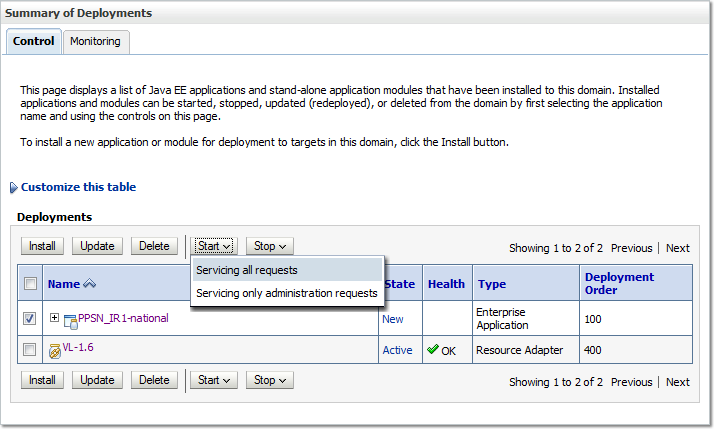 Summary of Deployments
Control Monitoring
This page displays a list of Java EE applications and stand-alone application modules that have been installed to this domain. Installed
applications and modules can be started, stopped, updated (redeployed), or deleted from the domain by first selecting the application
name and using the controls on this page.
To install a new application or module for deployment to targets in this domain, click the Install button.
Customize this table
Deployments
Install Update Delete Start Stop Showing 1 to 2 of 2 Previous | Next
Servicing all requests
Servicing only administration requests
Name State Health Type Deployment
Order
PPSN_IR1-national New Enterprise
Application 100
VL-1.6 Active OK Resource Adapter 400
Install Update Delete Start Stop Showing 1 to 2 of 2 Previous | Next